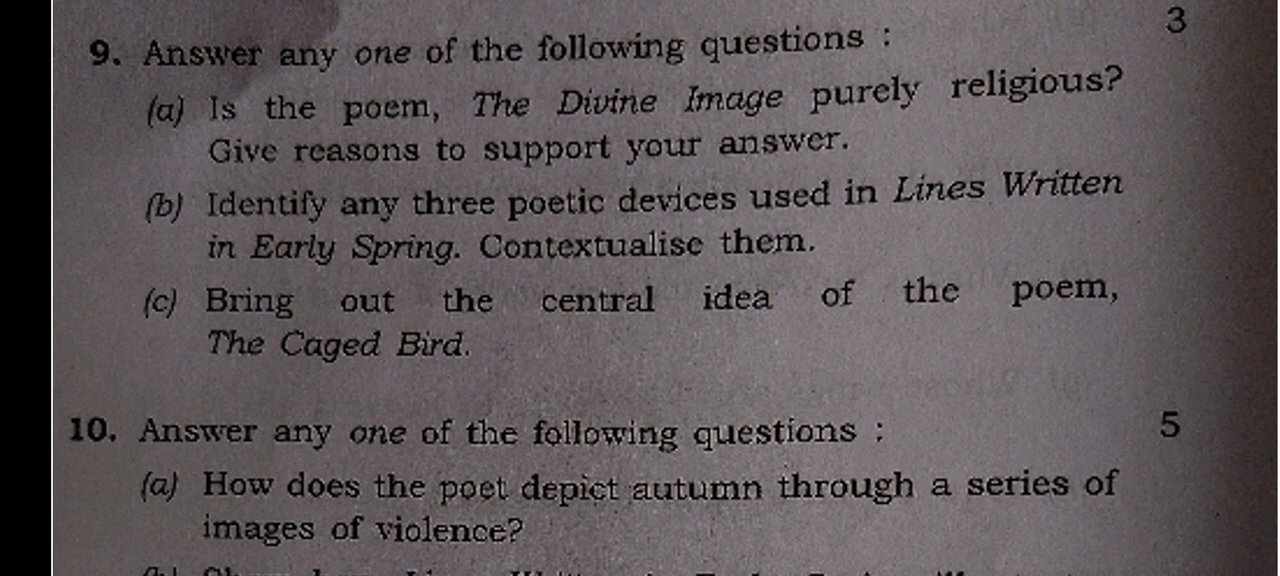 3
9. Answer any one of the following questions :
(a) Is the poem, The Divine Image purely religious?
Give reasons to support your answer.
(b) Identify any three poetic devices used in Lines Written
in Early Spring. Contextualise them.
(c) Bring out the central idea of the poem,
The Caged Bird.
10. Answer any one of the following questions : 5
(a) How does the poet depict autumn through a series of
images of violence?